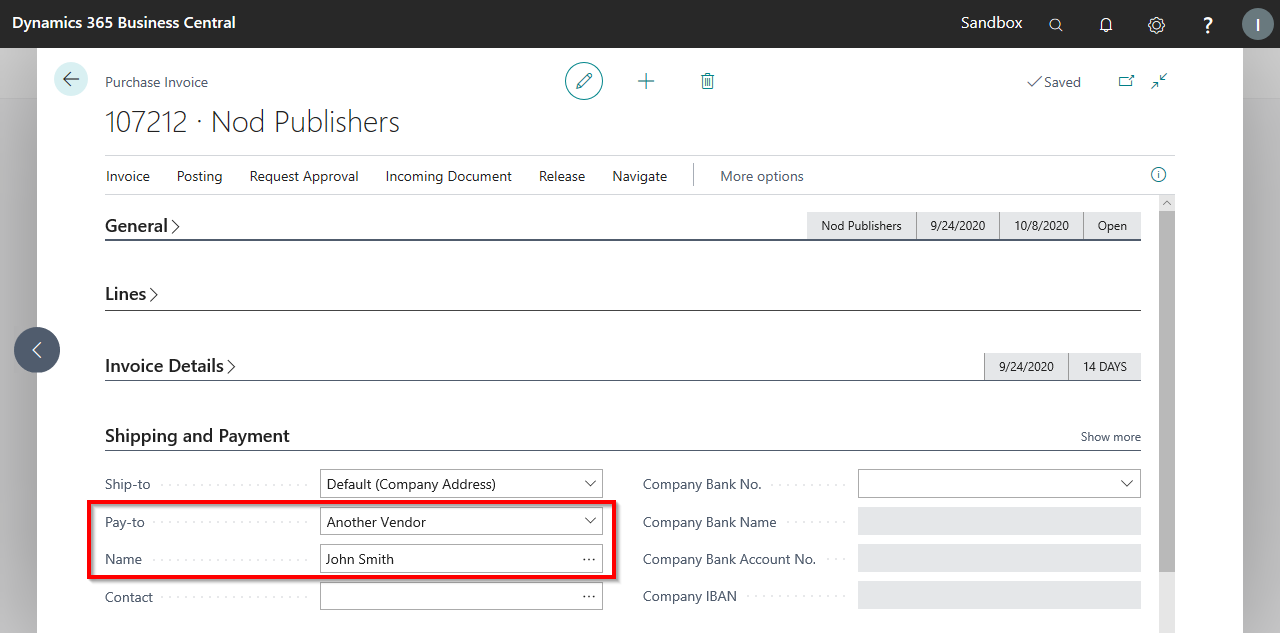 Dynamics 365 Business Central
Sandbox
?
I
Purchase Invoice
Saved
107212 · Nod Publishers
Invoice Posting Request Approval Incoming Document Release Navigate More options
General
Nod Publishers 9/24/2020 10/8/2020 Open
Lines
Invoice Details
9/24/2020 14 DAYS
Shipping and Payment
Show more
Ship-to Default (Company Address)
Company Bank No.
Pay-to Another Vendor
Company Bank Name
Name John Smith
Company Bank Account No.
Contact
Company IBAN